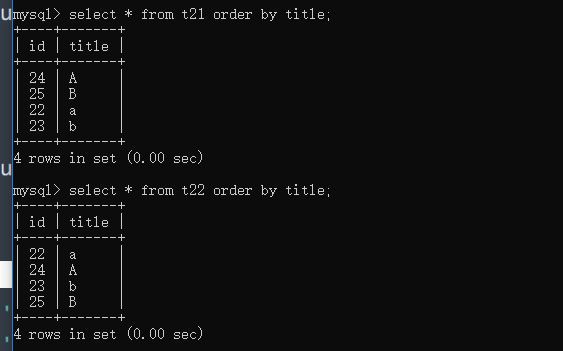 mysql> select * from t21 order by title;
+----+-------+
| id | title |
+----+-------+
| 24 | A     |
| 25 | B     |
| 22 | a     |
| 23 | b     |
+----+-------+
4 rows in set (0.00 sec)
mysql> select * from t22 order by title;
+----+-------+
| id | title |
+----+-------+
| 22 | a     |
| 24 | A     |
| 23 | b     |
| 25 | B     |
+----+-------+
4 rows in set (0.00 sec)